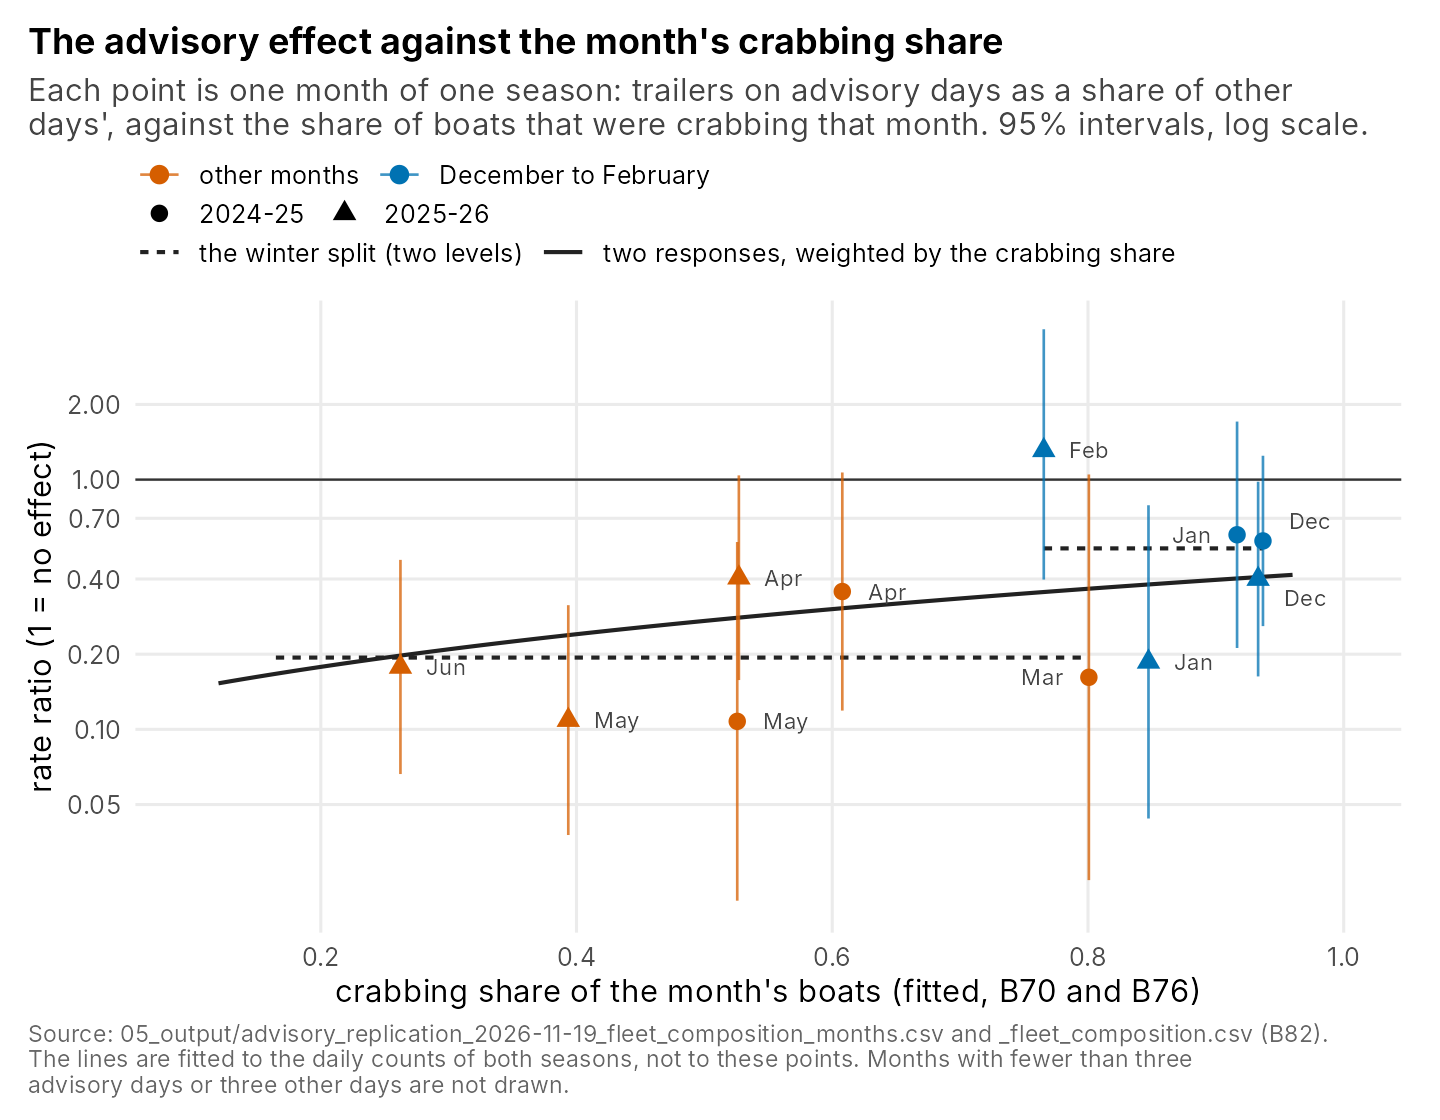 The advisory effect against the month's crabbing share
Each point is one month of one season: trailers on advisory days as a share of other
days', against the share of boats that were crabbing that month. 95% intervals, log scale.
other months December to February
2024-25 2025-26
the winter split (two levels) two responses, weighted by the crabbing share
rate ratio (1 = no effect)
2.00
1.00
0.70
0.40
0.20
0.10
0.05
Feb
Dec
Jan
Apr
Apr
Dec
Jun
Jan
Mar
May
May
0.2 0.4 0.6 0.8 1.0
crabbing share of the month's boats (fitted, B70 and B76)
Source: 05_output/advisory_replication_2026-11-19_fleet_composition_months.csv and _fleet_composition.csv (B82).
The lines are fitted to the daily counts of both seasons, not to these points. Months with fewer than three
advisory days or three other days are not drawn.